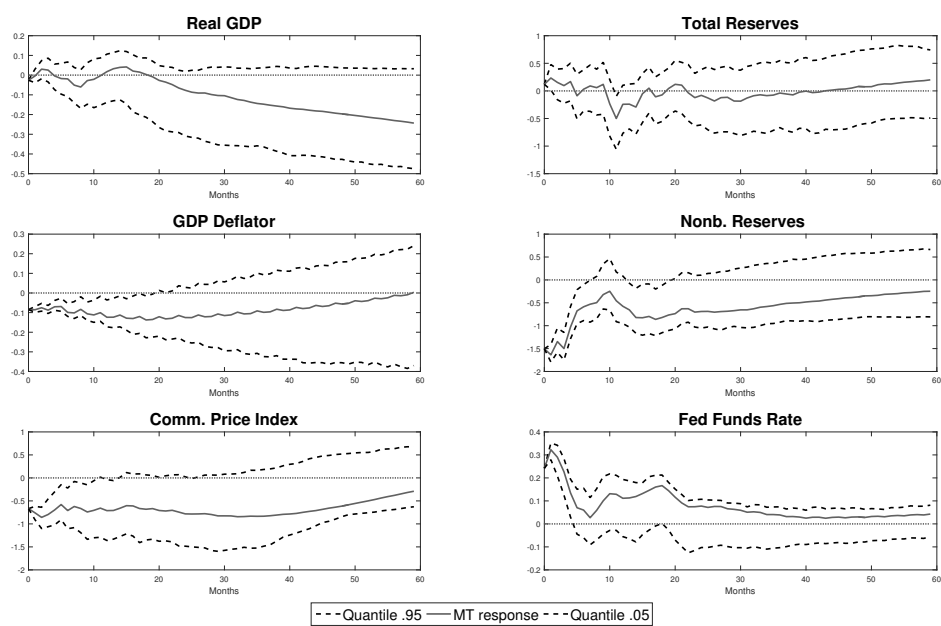 Real GDP
0.2
0.1
0
-0.1
-0.2
-0.3
-0.4
-0.5
0 10 20 30 40 50 60
Months
Total Reserves
1
0.5
0
-0.5
-1
-1.5
0 10 20 30 40 50 60
Months
GDP Deflator
0.3
0.2
0.1
0
-0.1
-0.2
-0.3
-0.4
0 10 20 30 40 50 60
Months
Nonb. Reserves
1
0.5
0
-0.5
-1
-1.5
-2
0 10 20 30 40 50 60
Months
Comm. Price Index
1
0.5
0
-0.5
-1
-1.5
-2
0 10 20 30 40 50 60
Months
Fed Funds Rate
0.4
0.3
0.2
0.1
0
-0.1
-0.2
0 10 20 30 40 50 60
Months
Quantile .95 MT response Quantile .05